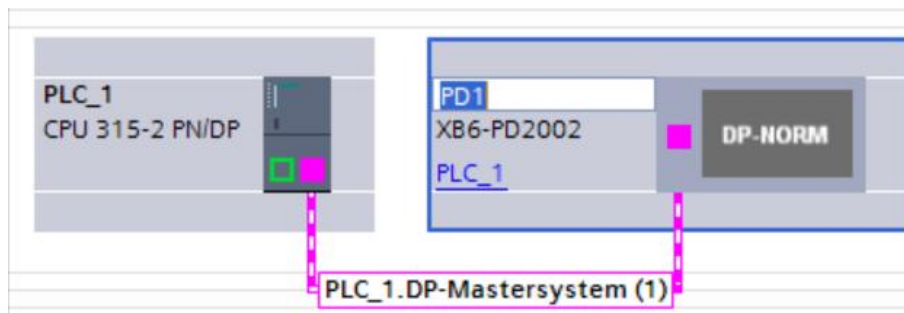 PLC_1
CPU 315-2 PN/DP
PD1
XB6-PD2002
PLC_1
DP-NORM
PLC_1.DP-Mastersystem (1)